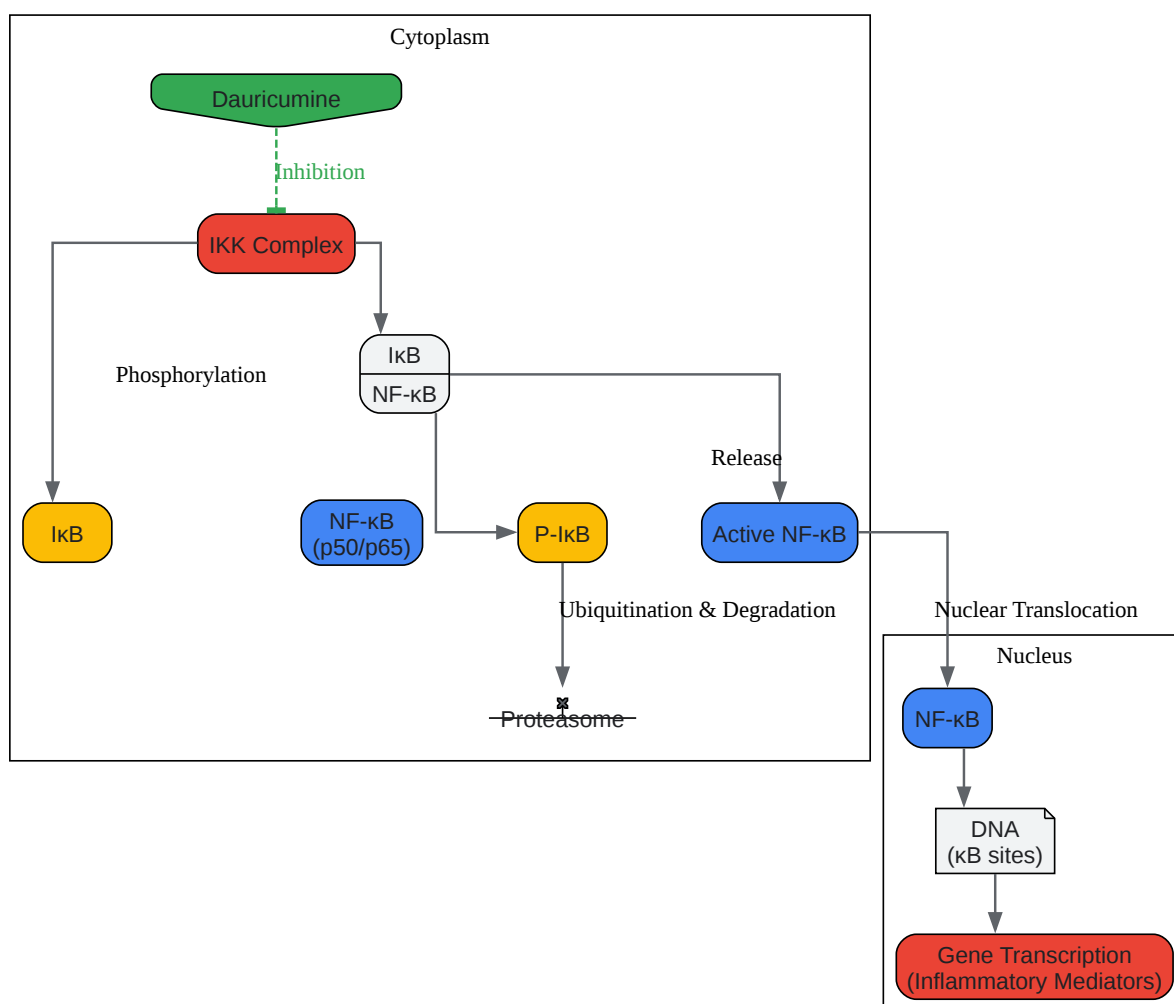 Cytoplasm
Dauricumine
Inhibition
IKK Complex
IκB
NF-κB
Phosphorylation
Release
IκB
NF-κB
(p50/p65)
P-IκB
Active NF-κB
Ubiquitination & Degradation
Nuclear Translocation
Nucleus
Proteasome
NF-κB
DNA
(κB sites)
Gene Transcription
(Inflammatory Mediators)